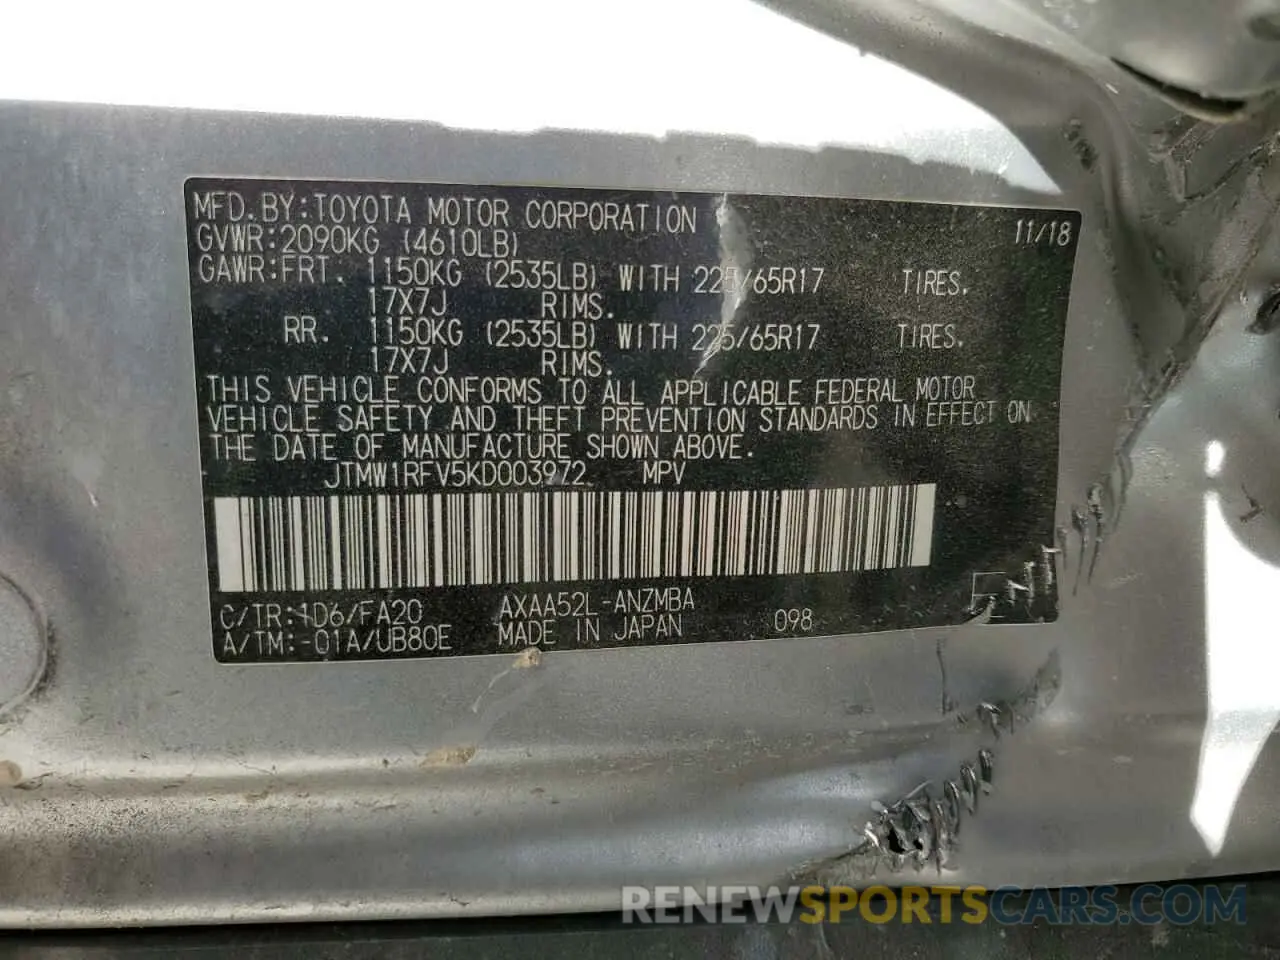 MFD.BY:TOYOTA MOTOR CORPORATION 11/18
GVWR:2090KG (4610LB)
GAWR:FRT. 1150KG (2535LB) WITH 225/65R17 TIRES.
17X7J RIMS.
RR. 1150KG (2535LB) WITH 225/65R17 TIRES.
17X7J RIMS.
THIS VEHICLE CONFORMS TO ALL APPLICABLE FEDERAL MOTOR
VEHICLE SAFETY AND THEFT PREVENTION STANDARDS IN EFFECT ON
THE DATE OF MANUFACTURE SHOWN ABOVE.
JTMW1RFV5KD003972 MPV
C/TR:1D6/FA20 AXAA52L-ANZMBA
A/TM:-01A/UB80E MADE IN JAPAN 098
RENEWSPORTSCARS.COM